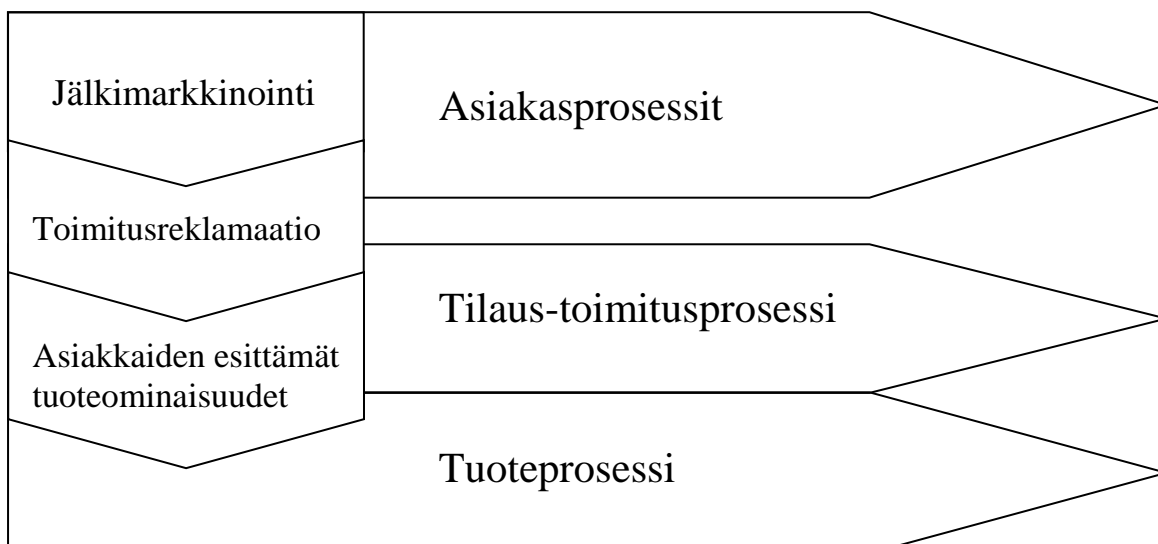 Jälkimarkkinointi
Asiakasprosessit
Toimitusreklamaatio
Tilaus-toimitusprosessi
Asiakkaiden esittämät
tuoteominaisuudet
Tuoteprosessi